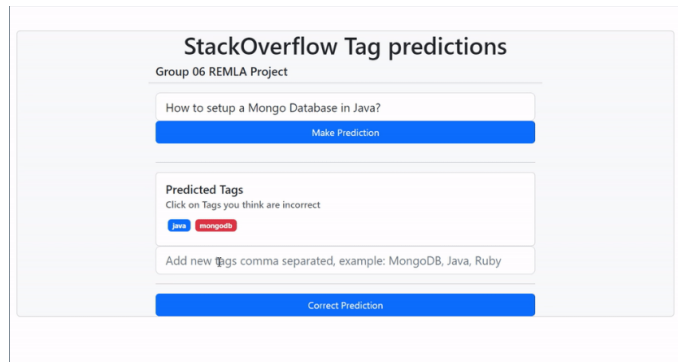 StackOverflow Tag predictions
Group 06 REMLA Project
How to setup a Mongo Database in Java?
Make Prediction
Predicted Tags
Click on Tags you think are incorrect
java mongodb
Add new tags comma separated, example: MongoDB, Java, Ruby
Correct Prediction